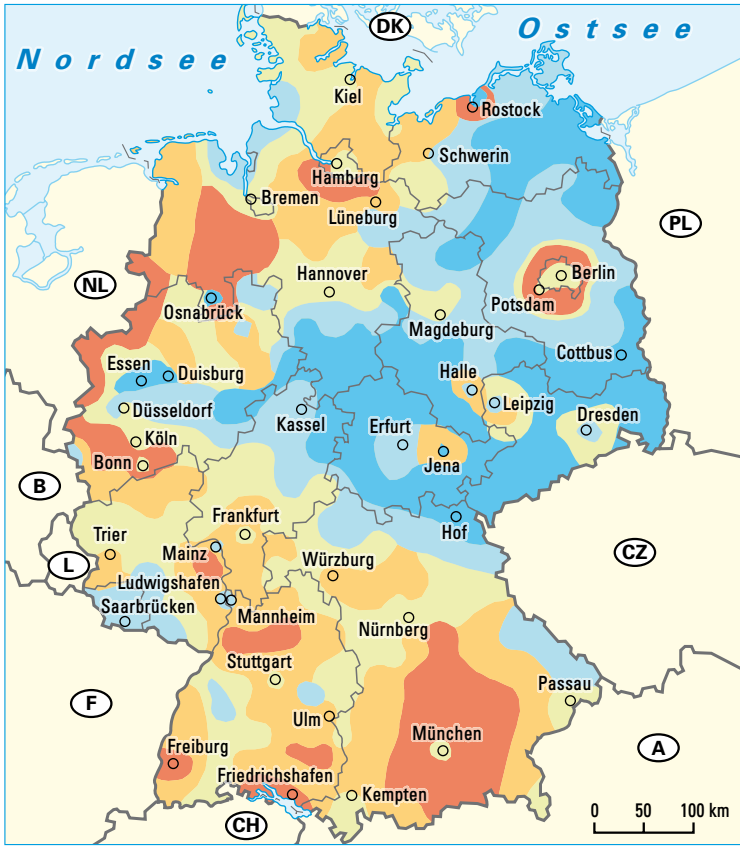 DK
Nordsee
Ostsee
Kiel
Rostock
Schwerin
Hamburg
Bremen
Lüneburg
PL
NL
Hannover
Berlin
Potsdam
Osnabrück
Magdeburg
Essen
Duisburg
Cottbus
Halle
Düsseldorf
Leipzig
Kassel
Erfurt
Dresden
Köln
Bonn
Jena
B
Frankfurt
Hof
Trier
Mainz
CZ
L
Würzburg
Ludwigshafen
Saarbrücken
Mannheim
Nürnberg
Stuttgart
Passau
F
Ulm
München
A
Freiburg
Friedrichshafen
Kempten
0 50 100 km
CH